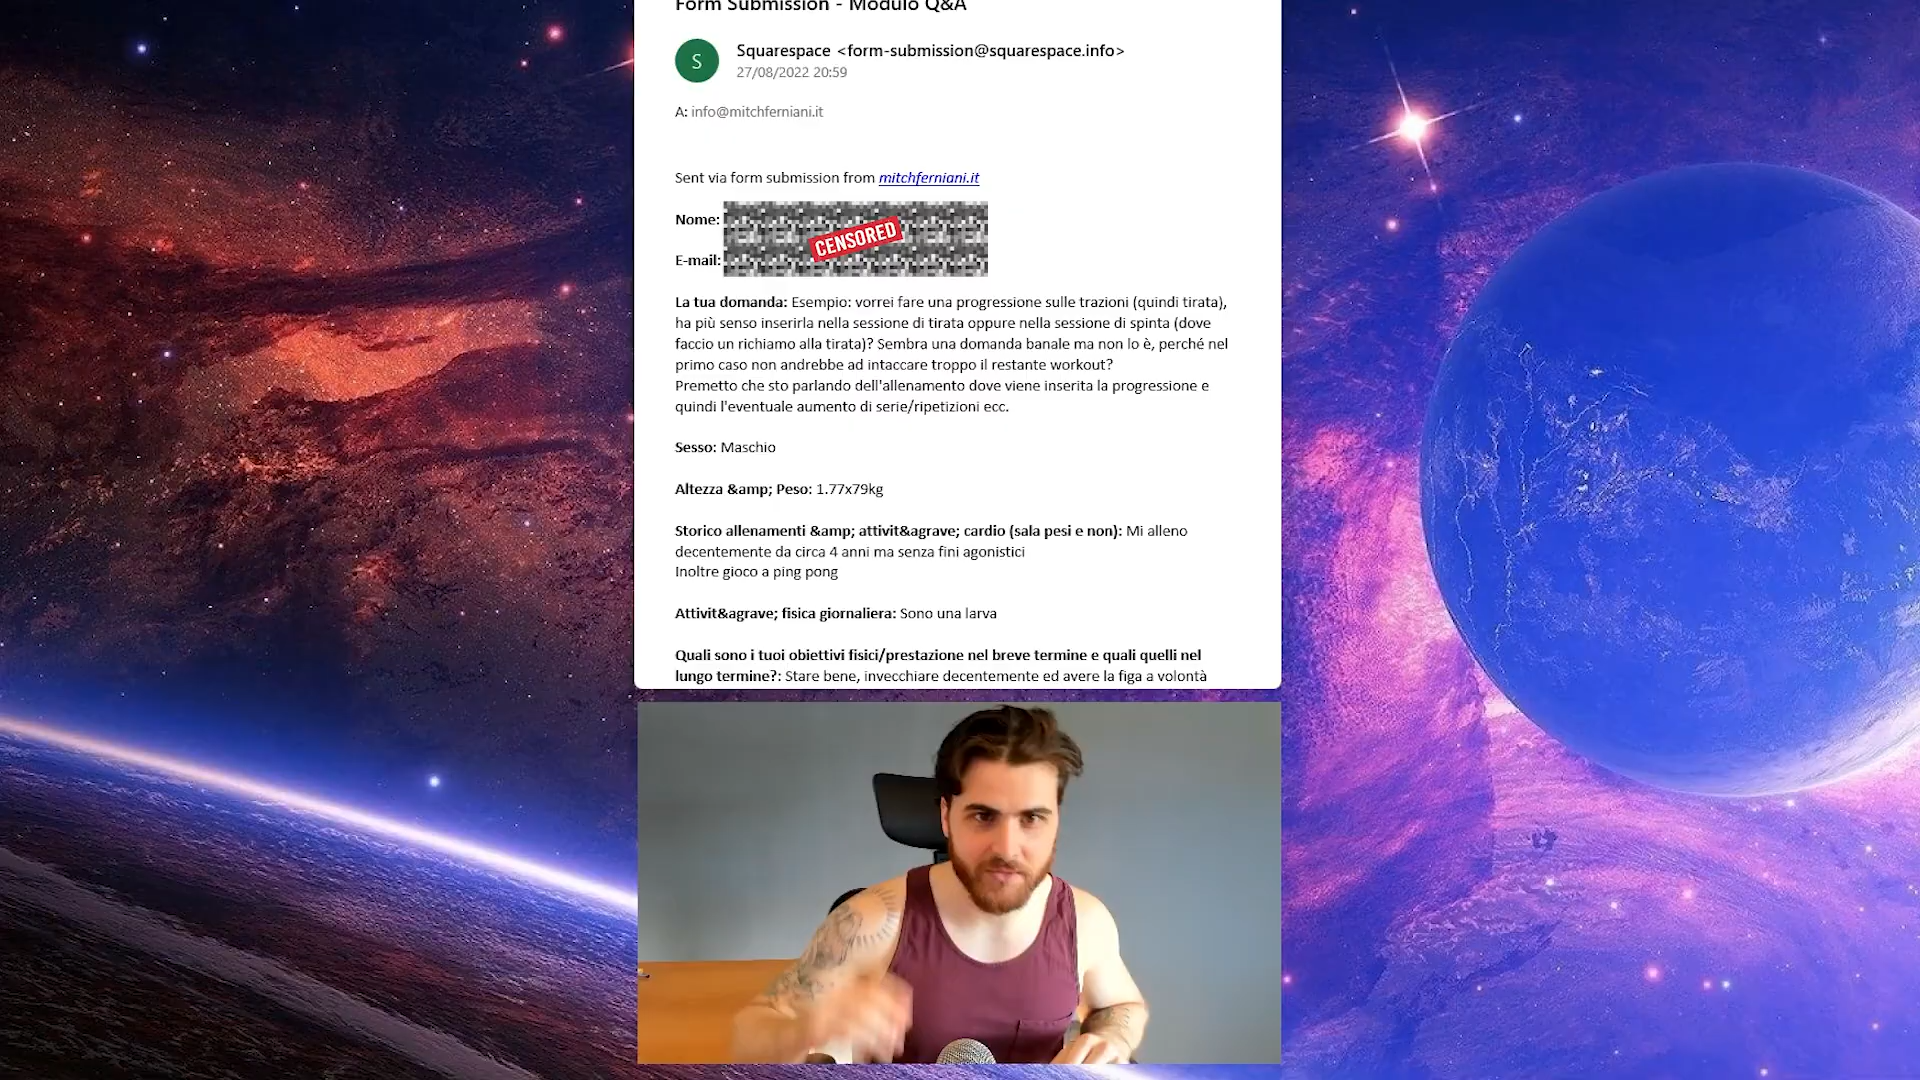 Form Submission - Modulo Q&A
S
Squarespace <form-submission@squarespace.info>
27/08/2022 20:59
A: info@mitchferniani.it
Sent via form submission from mitchferniani.it
Nome:
CENSORED
E-mail:
La tua domanda: Esempio: vorrei fare una progressione sulle trazioni (quindi tirata),
ha più senso inserirla nella sessione di tirata oppure nella sessione di spinta (dove
faccio un richiamo alla tirata)? Sembra una domanda banale ma non lo è, perché nel
primo caso non andrebbe ad intaccare troppo il restante workout?
Premetto che sto parlando dell'allenamento dove viene inserita la progressione e
quindi l'eventuale aumento di serie/ripetizioni ecc.
Sesso: Maschio
Altezza &amp; Peso: 1.77x79kg
Storico allenamenti &amp; attivit&agrave; cardio (sala pesi e non): Mi alleno
decentemente da circa 4 anni ma senza fini agonistici
Inoltre gioco a ping pong
Attivit&agrave; fisica giornaliera: Sono una larva
Quali sono i tuoi obiettivi fisici/prestazione nel breve termine e quali quelli nel
lungo termine?: Stare bene, invecchiare decentemente ed avere la figa a volontà